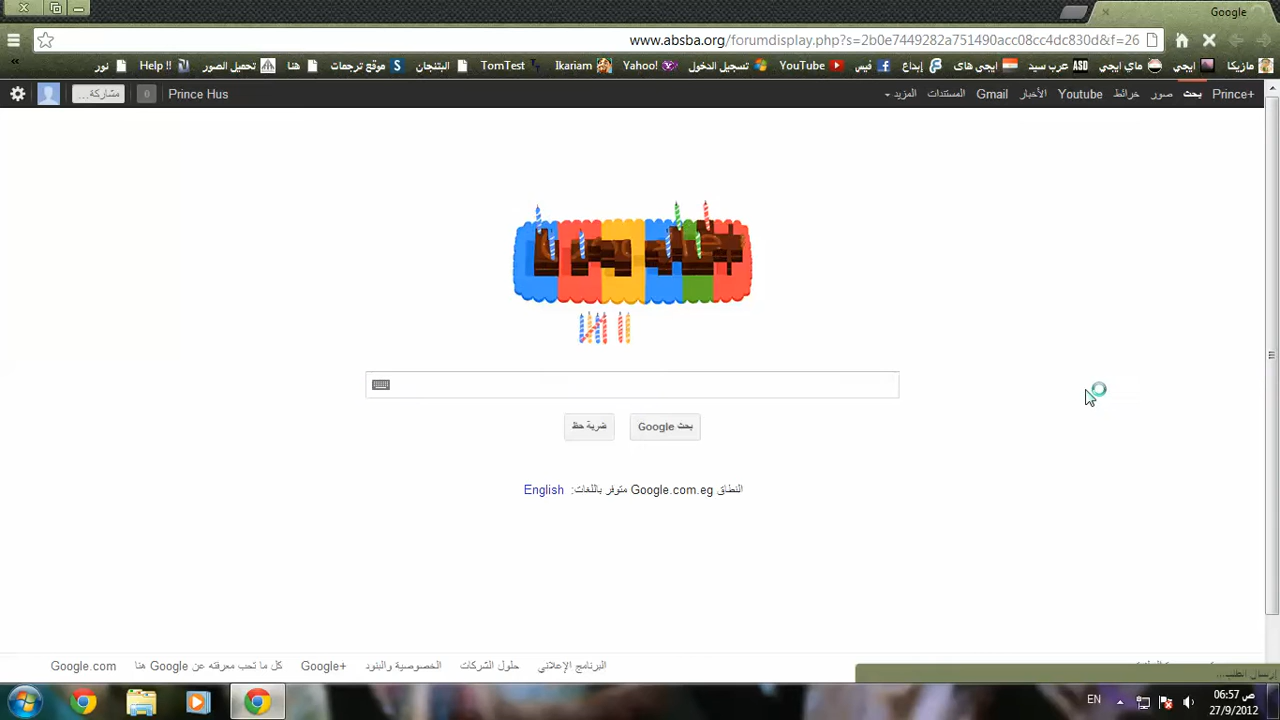 Google
www.absba.org/forumdisplay.php?s=2b0e7449282a751490acc08cc4dc830d&f=26
مازيكا ايجي ماي ايجي عرب سيد ايجي هاى إبداع فيس YouTube تسجيل الدخول Yahoo! Ikariam TomTest البتنجان موقع ترجمات هنا تحميل الصور Help !! نور
Prince+ بحث صور خرائط Youtube الأخبار Gmail المستندات المزيد
Prince Hus 0 مشاركة...
بحث Google ضربة حظ
النطاق Google.com.eg متوفر باللغات: English
البرنامج الإعلاني حلول الشركات الخصوصية والبنود Google+ كل ما تحب معرفته عن Google هنا Google.com
إرسال الطلب...
EN
06:57 ص
27/9/2012